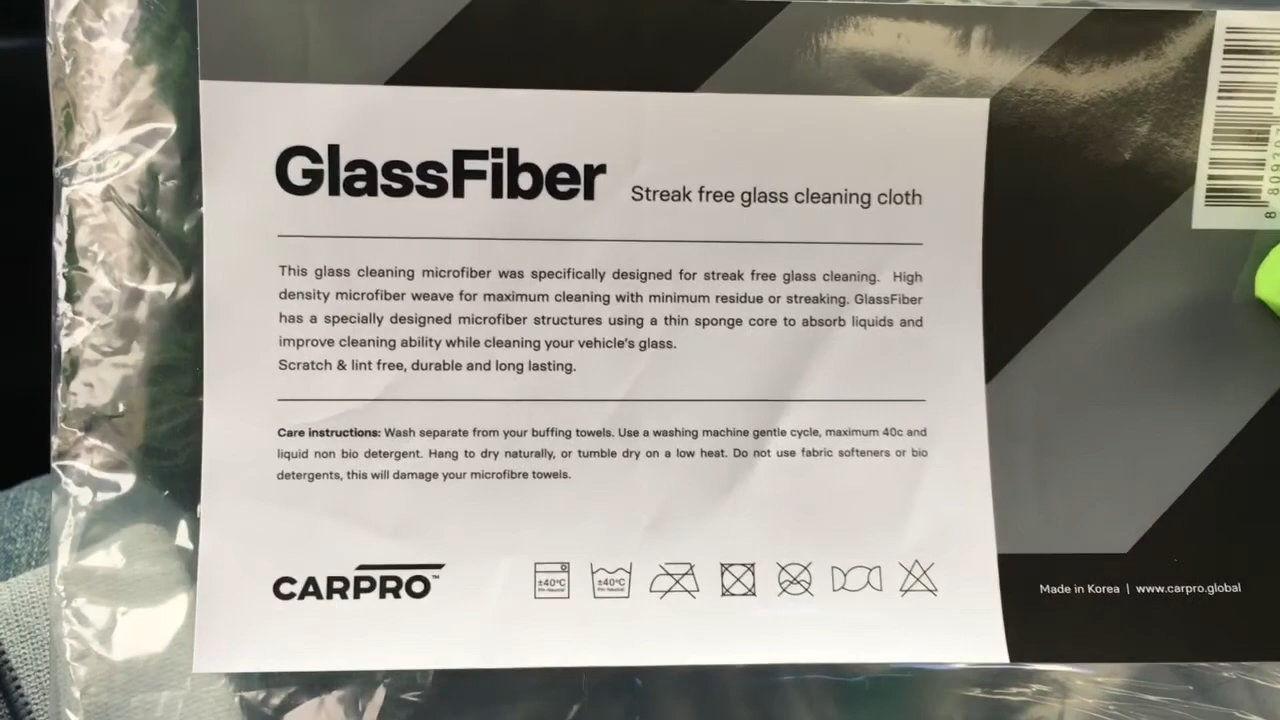 GlassFiber Streak free glass cleaning cloth
This glass cleaning microfiber was specifically designed for streak free glass cleaning. High
density microfiber weave for maximum cleaning with minimum residue or streaking. GlassFiber
has a specially designed microfiber structures using a thin sponge core to absorb liquids and
improve cleaning ability while cleaning your vehicle's glass.
Scratch & lint free, durable and long lasting.
Care instructions: Wash separate from your buffing towels. Use a washing machine gentle cycle, maximum 40c and
liquid non bio detergent. Hang to dry naturally, or tumble dry on a low heat. Do not use fabric softeners or bio
detergents, this will damage your microfibre towels.
CARPRO™
±40°C
PH-Neutral
±40°C
PH-Neutral
Made in Korea | www.carpro.global